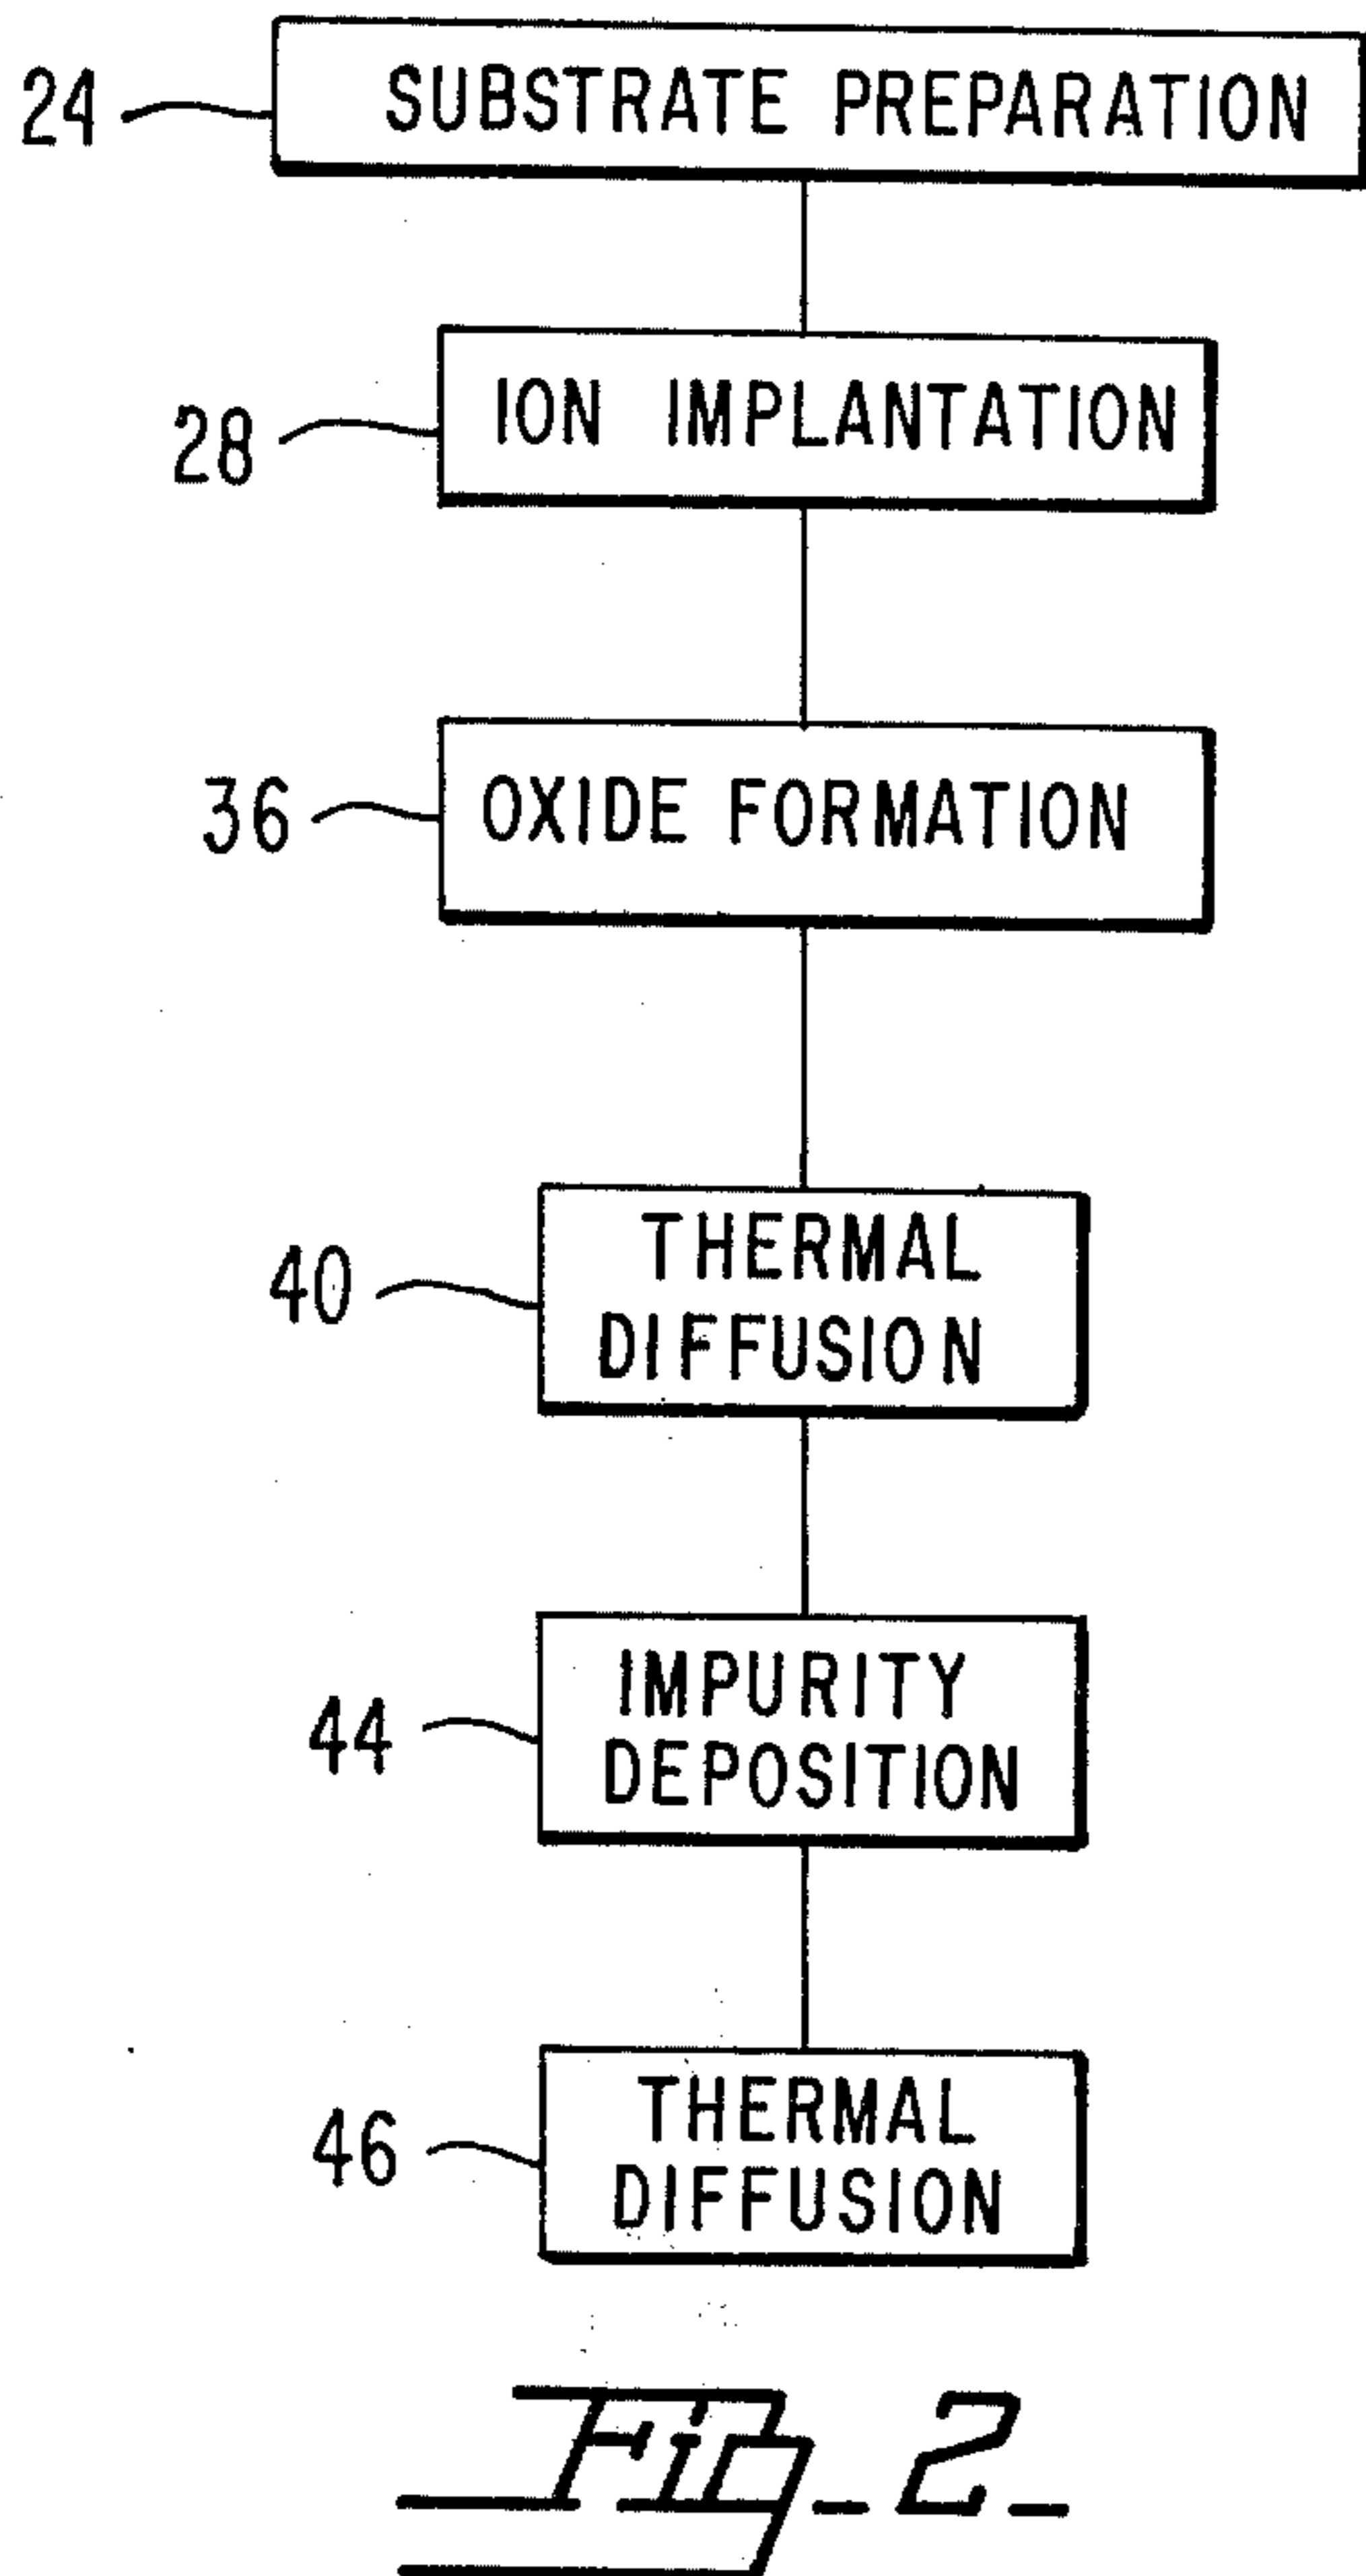 24 SUBSTRATE PREPARATION
28 ION IMPLANTATION
36 OXIDE FORMATION
40 THERMAL
DIFFUSION
44 IMPURITY
DEPOSITION
46 THERMAL
DIFFUSION
Fig-2-